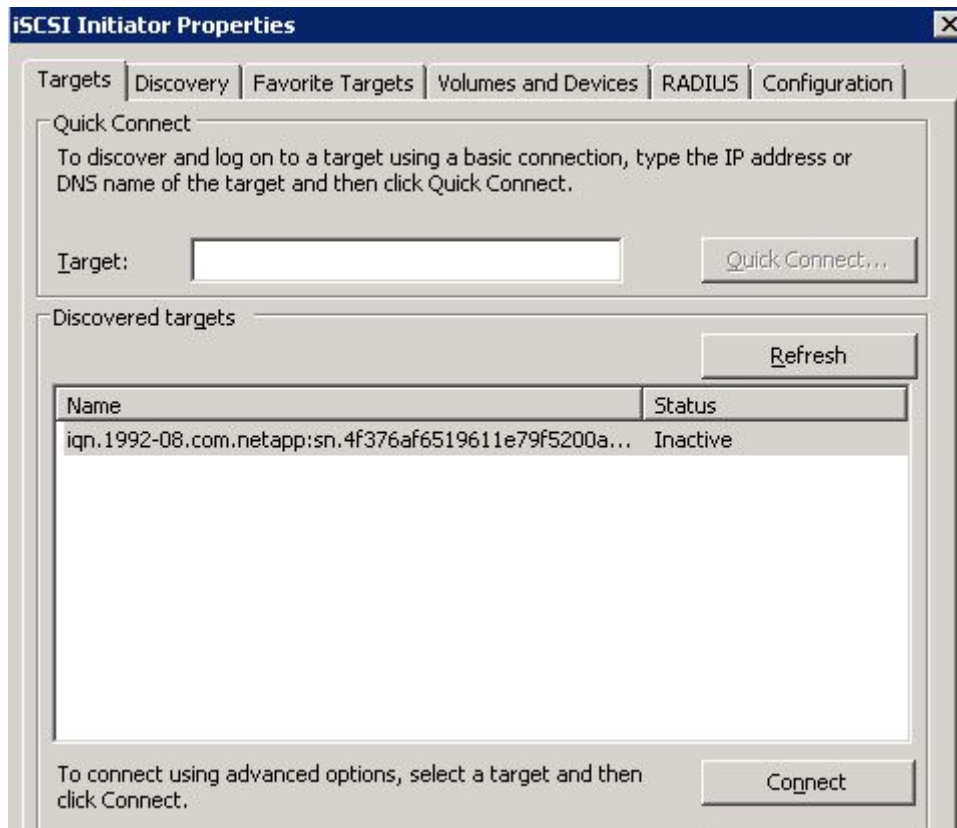 iSCSI Initiator Properties
Targets Discovery Favorite Targets Volumes and Devices RADIUS Configuration
Quick Connect
To discover and log on to a target using a basic connection, type the IP address or
DNS name of the target and then click Quick Connect.
Target: Quick Connect...
Discovered targets
Refresh
Name Status
iqn.1992-08.com.netapp:sn.4f376af6519611e79f5200a... Inactive
To connect using advanced options, select a target and then
click Connect.
Connect